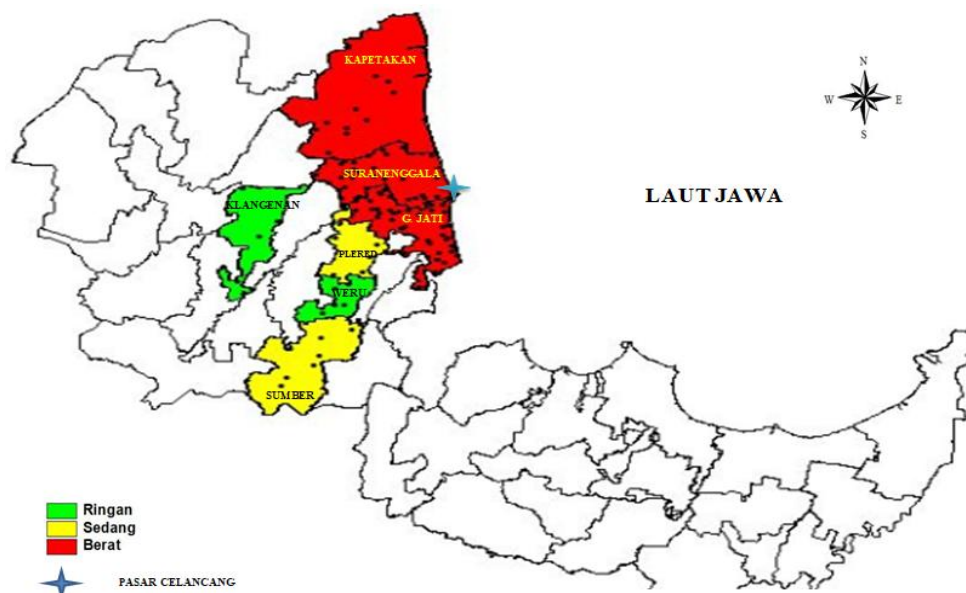 KAPETAKAN
N
W E
S
SURANENGGALA
LAUT JAWA
KLANGENAN
G. JATI
PLERED
WERU
SUMBER
Ringan
Sedang
Berat
PASAR CELANCANG